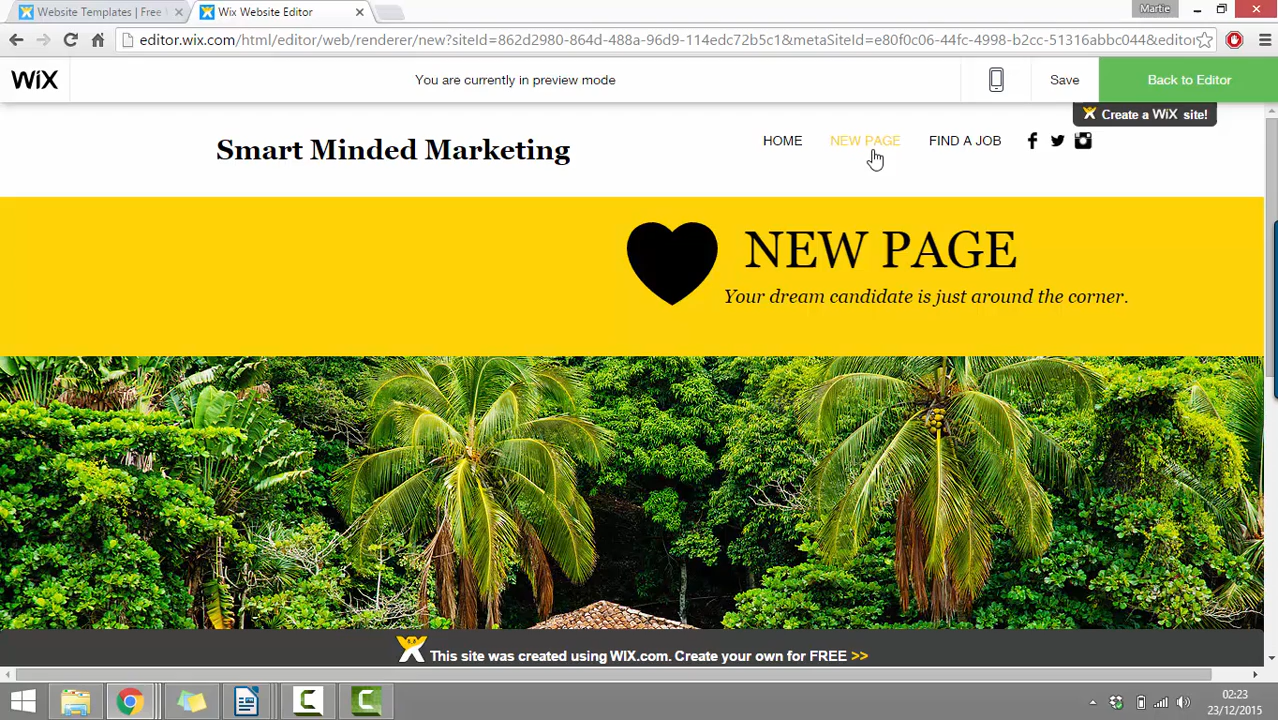 Website Templates | Free
Wix Website Editor
Martie
editor.wix.com/html/editor/web/renderer/new?siteId=862d2980-864d-488a-96d9-114edc72b5c1&metaSiteId=e80f0c06-44fc-4998-b2cc-51316abbc044&editor
WiX
You are currently in preview mode
Save
Back to Editor
Create a WiX site!
Smart Minded Marketing
HOME
NEW PAGE
FIND A JOB
NEW PAGE
Your dream candidate is just around the corner.
This site was created using WIX.com. Create your own for FREE >>
02:23
23/12/2015